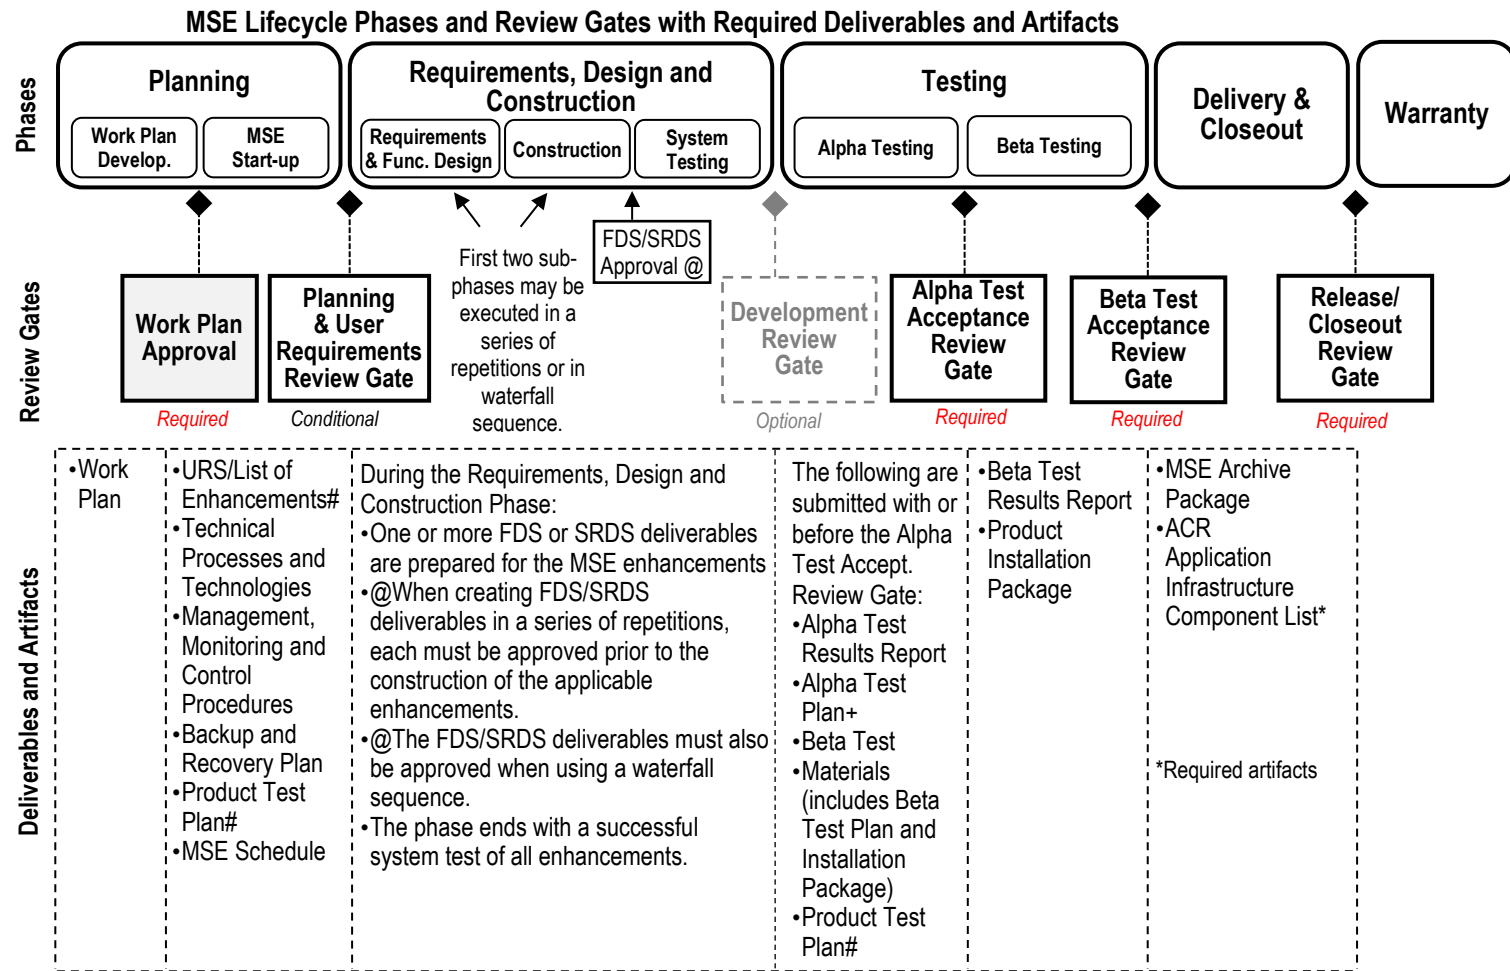 MSE Lifecycle Phases and Review Gates with Required Deliverables and Artifacts
Phases
Planning
Work Plan
Develop.
MSE
Start-up
Requirements, Design and
Construction
Requirements
& Func. Design
Construction
System
Testing
Testing
Alpha Testing
Beta Testing
Delivery &
Closeout
Warranty
Review Gates
Work Plan
Approval
Required
Planning
& User
Requirements
Review Gate
Conditional
First two sub-
phases may be
executed in a
series of
repetitions or in
waterfall
sequence.
FDS/SRDS
Approval @
Development
Review
Gate
Optional
Alpha Test
Acceptance
Review
Gate
Required
Beta Test
Acceptance
Review
Gate
Required
Release/
Closeout
Review
Gate
Required
Deliverables and Artifacts
•Work
Plan
•URS/List of
Enhancements#
•Technical
Processes and
Technologies
•Management,
Monitoring and
Control
Procedures
•Backup and
Recovery Plan
•Product Test
Plan#
•MSE Schedule
During the Requirements, Design and
Construction Phase:
•One or more FDS or SRDS deliverables
are prepared for the MSE enhancements
•@When creating FDS/SRDS
deliverables in a series of repetitions,
each must be approved prior to the
construction of the applicable
enhancements.
•@The FDS/SRDS deliverables must also
be approved when using a waterfall
sequence.
•The phase ends with a successful
system test of all enhancements.
The following are
submitted with or
before the Alpha
Test Accept.
Review Gate:
•Alpha Test
Results Report
•Alpha Test
Plan+
•Beta Test
•Materials
(includes Beta
Test Plan and
Installation
Package)
•Product Test
Plan#
•Beta Test
Results Report
•Product
Installation
Package
•MSE Archive
Package
•ACR
Application
Infrastructure
Component List*
*Required artifacts